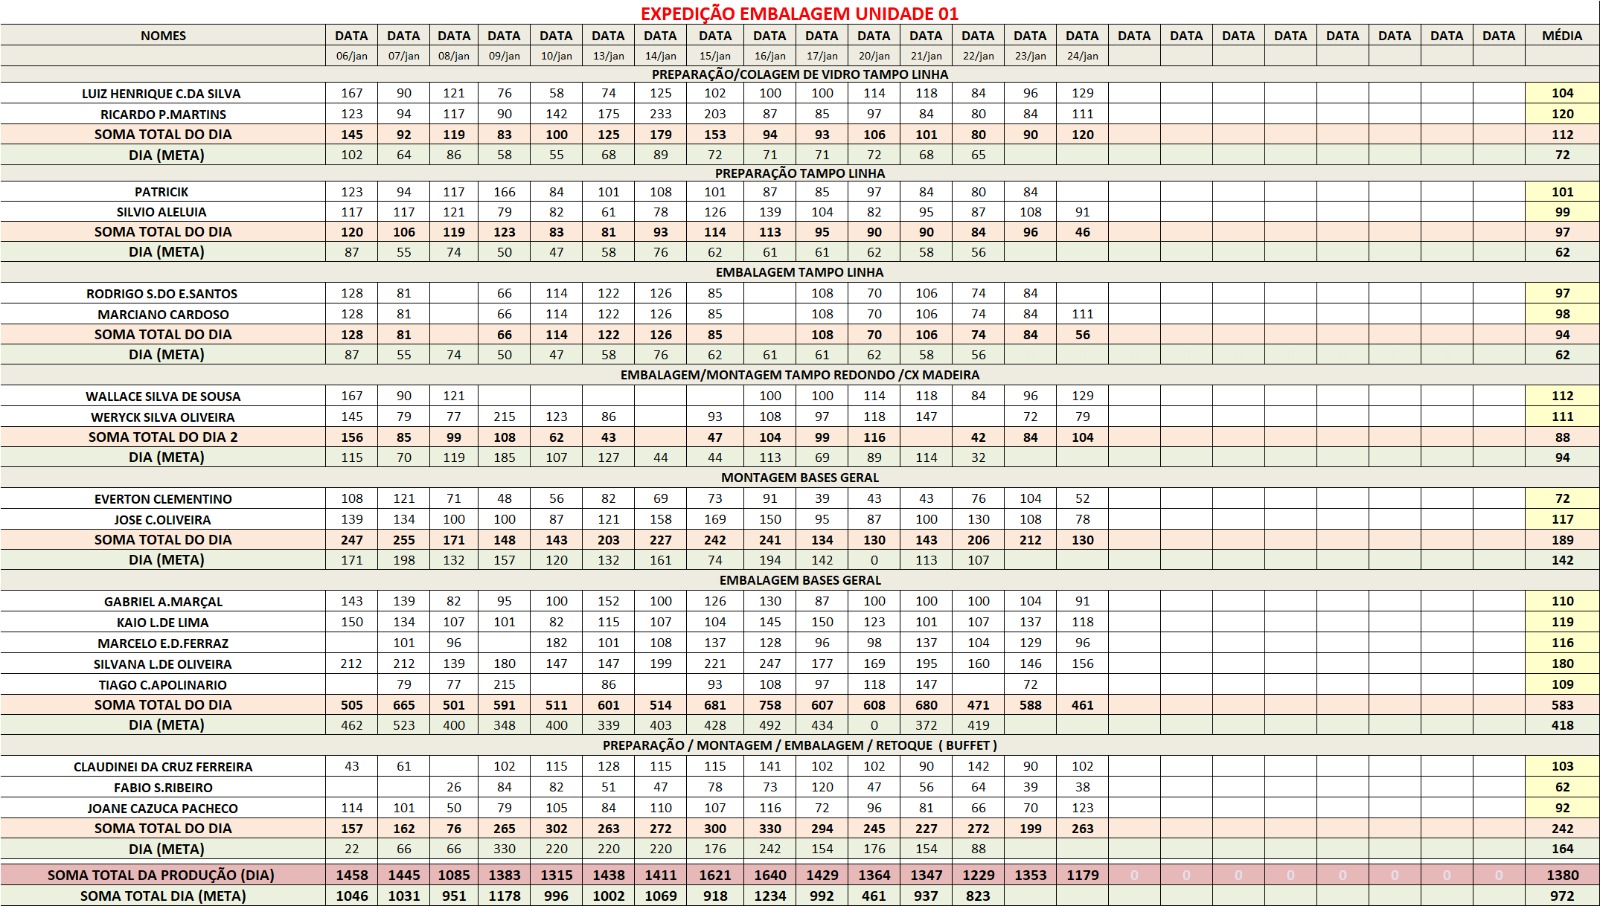 EXPEDIÇÃO EMBALAGEM UNIDADE 01
NOMES DATA DATA DATA DATA DATA DATA DATA DATA DATA DATA DATA DATA DATA DATA DATA DATA DATA DATA DATA DATA DATA DATA DATA MÉDIA
06/jan 07/jan 08/jan 09/jan 10/jan 13/jan 14/jan 15/jan 16/jan 17/jan 20/jan 21/jan 22/jan 23/jan 24/jan
PREPARAÇÃO/COLAGEM DE VIDRO TAMPO LINHA
LUIZ HENRIQUE C.DA SILVA 167 90 121 76 58 74 125 102 100 100 114 118 84 96 129 104
RICARDO P.MARTINS 123 94 117 90 142 175 233 203 87 85 97 84 80 84 111 120
SOMA TOTAL DO DIA 145 92 119 83 100 125 179 153 94 93 106 101 80 90 120 112
DIA (META) 102 64 86 58 55 68 89 72 71 71 72 68 65 72
PREPARAÇÃO TAMPO LINHA
PATRICIK 123 94 117 166 84 101 108 101 87 85 97 84 80 84 101
SILVIO ALELUIA 117 117 121 79 82 61 78 126 139 104 82 95 87 108 91 99
SOMA TOTAL DO DIA 120 106 119 123 83 81 93 114 113 95 90 90 84 96 46 97
DIA (META) 87 55 74 50 47 58 76 62 61 61 62 58 56 62
EMBALAGEM TAMPO LINHA
RODRIGO S.DO E.SANTOS 128 81 66 114 122 126 85 108 70 106 74 84 97
MARCIANO CARDOSO 128 81 66 114 122 126 85 108 70 106 74 84 111 98
SOMA TOTAL DO DIA 128 81 66 114 122 126 85 108 70 106 74 84 56 94
DIA (META) 87 55 74 50 47 58 76 62 61 61 62 58 56 62
EMBALAGEM/MONTAGEM TAMPO REDONDO /CX MADEIRA
WALLACE SILVA DE SOUSA 167 90 121 100 100 114 118 84 96 129 112
WERYCK SILVA OLIVEIRA 145 79 77 215 123 86 93 108 97 118 147 72 79 111
SOMA TOTAL DO DIA 2 156 85 99 108 62 43 47 104 99 116 42 84 104 88
DIA (META) 115 70 119 185 107 127 44 44 113 69 89 114 32 94
MONTAGEM BASES GERAL
EVERTON CLEMENTINO 108 121 71 48 56 82 69 73 91 39 43 43 76 104 52 72
JOSE C.OLIVEIRA 139 134 100 100 87 121 158 169 150 95 87 100 130 108 78 117
SOMA TOTAL DO DIA 247 255 171 148 143 203 227 242 241 134 130 143 206 212 130 189
DIA (META) 171 198 132 157 120 132 161 74 194 142 0 113 107 142
EMBALAGEM BASES GERAL
GABRIEL A.MARÇAL 143 139 82 95 100 152 100 126 130 87 100 100 100 104 91 110
KAIO L.DE LIMA 150 134 107 101 82 115 107 104 145 150 123 101 107 137 118 119
MARCELO E.D.FERRAZ 101 96 182 101 108 137 128 96 98 137 104 129 96 116
SILVANA L.DE OLIVEIRA 212 212 139 180 147 147 199 221 247 177 169 195 160 146 156 180
TIAGO C.APOLINARIO 79 77 215 86 93 108 97 118 147 72 109
SOMA TOTAL DO DIA 505 665 501 591 511 601 514 681 758 607 608 680 471 588 461 583
DIA (META) 462 523 400 348 400 339 403 428 492 434 0 372 419 418
PREPARAÇÃO / MONTAGEM / EMBALAGEM / RETOQUE ( BUFFET )
CLAUDINEI DA CRUZ FERREIRA 43 61 102 115 128 115 115 141 102 102 90 142 90 102 103
FABIO S.RIBEIRO 26 84 82 51 47 78 73 120 47 56 64 39 38 62
JOANE CAZUCA PACHECO 114 101 50 79 105 84 110 107 116 72 96 81 66 70 123 92
SOMA TOTAL DO DIA 157 162 76 265 302 263 272 300 330 294 245 227 272 199 263 242
DIA (META) 22 66 66 330 220 220 220 176 242 154 176 154 88 164
SOMA TOTAL DA PRODUÇÃO (DIA) 1458 1445 1085 1383 1315 1438 1411 1621 1640 1429 1364 1347 1229 1353 1179 0 0 0 0 0 0 0 0 1380
SOMA TOTAL DIA (META) 1046 1031 951 1178 996 1002 1069 918 1234 992 461 937 823 972